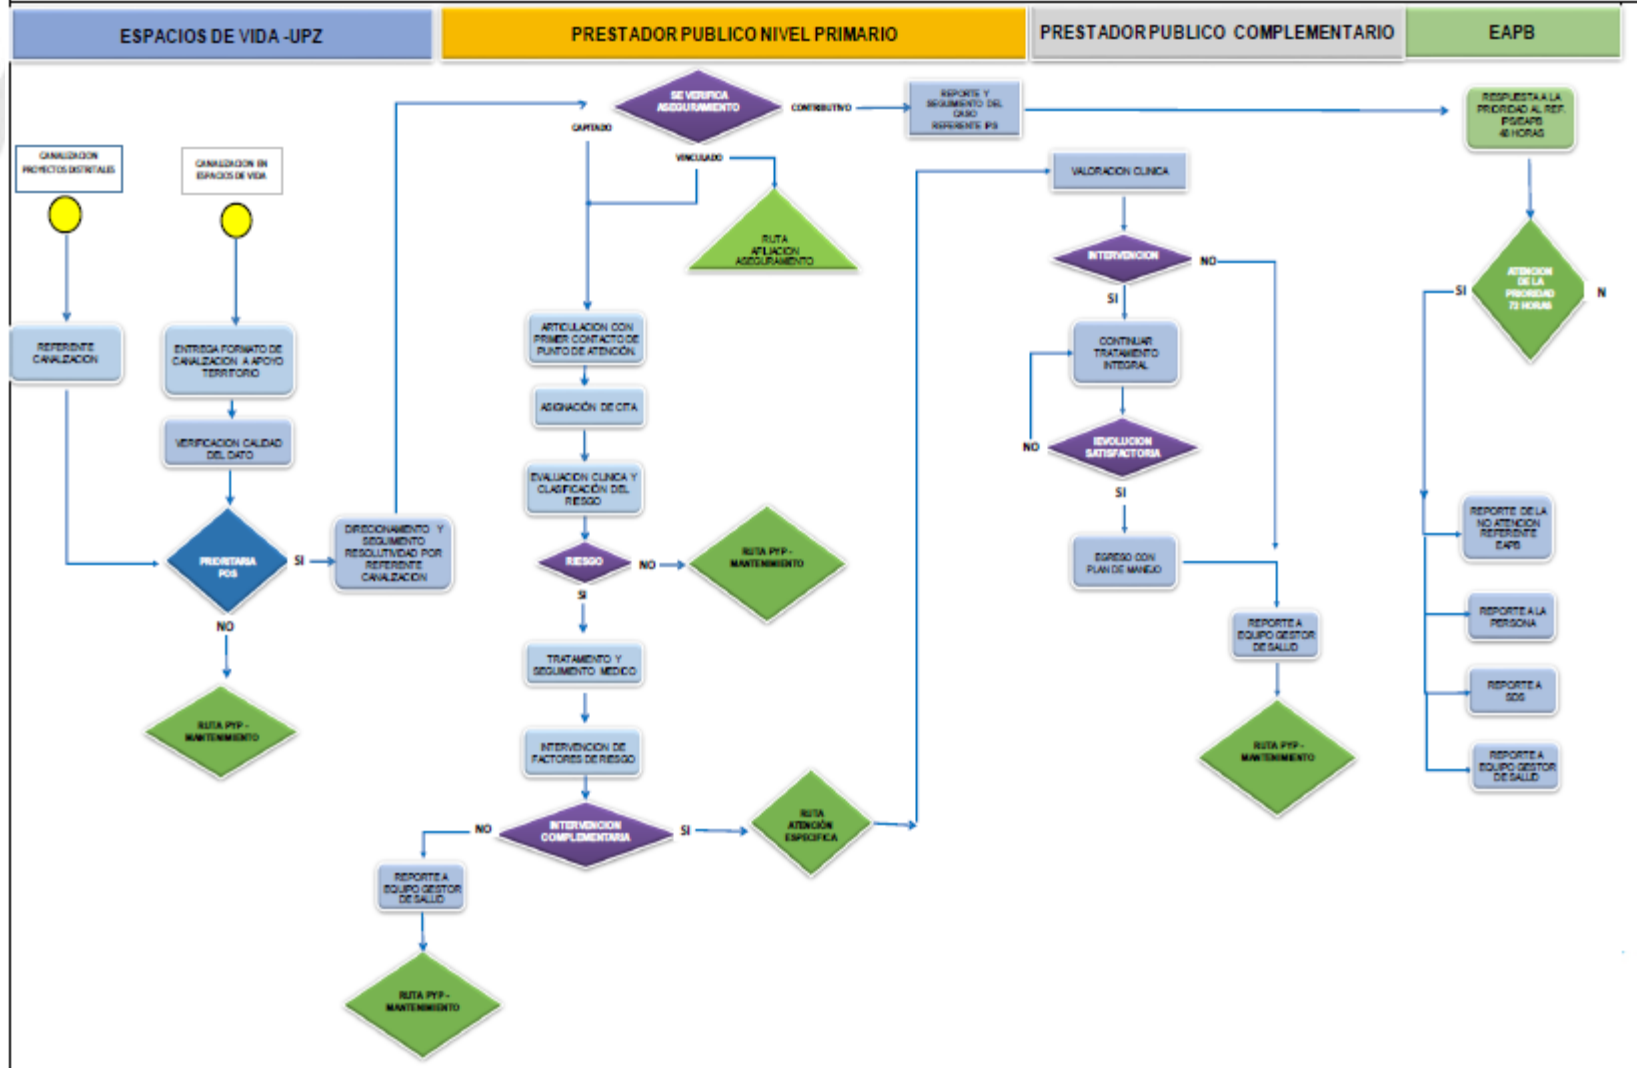 ESPACIOS DE VIDA -UPZ
PRESTADOR PUBLICO NIVEL PRIMARIO
PRESTADOR PUBLICO COMPLEMENTARIO
EAPB
CANALIZACION
PROYECTOS DISTRITALES
CANALIZACION EN
ESPACIOS DE VIDA
REFERENTE
CANALIZACION
ENTREGA FORMATO DE
CANALIZACION A APOYO
TERRITORIO
VERIFICACION CALIDAD
DEL DATO
PRIORITARIA
POS
SI
NO
RUTA PYP -
MANTENIMIENTO
DIRECIONAMENTO Y
SEGUIMENTO
RESOLUTIVIDAD POR
REFERENTE
CANALIZACION
SE VERIFICA
ASEGURAMIENTO
CAPITADO
CONTRIBUTIVO
VINCULADO
REPORTE Y
SEGUIMENTO DEL
CASO
REFERENTE IPS
RUTA
AFILIACION
ASEGURAMIENTO
ARTICULACION CON
PRIMER CONTACTO DE
PUNTO DE ATENCIÓN.
ASIGNACIÓN DE CITA
EVALUACION CLINICA Y
CLASIFICACIÓN DEL
RIESGO
RIESGO
NO
RUTA PYP -
MANTENIMIENTO
SI
TRATAMIENTO Y
SEGUIMIENTO MEDICO
INTERVENCION DE
FACTORES DE RIESGO
INTERVENCION
COMPLEMENTARIA
NO
SI
RUTA
ATENCIÓN
ESPECIFICA
REPORTE A
EQUIPO GESTOR
DE SALUD
RUTA PYP -
MANTENIMIENTO
VALORACION CLINICA
INTERVENCION
NO
SI
CONTINUAR
TRATAMIENTO
INTEGRAL
IEVOLUCION
SATISFACTORIA
NO
SI
EGRESO CON
PLAN DE MANEJO
REPORTE A
EQUIPO GESTOR
DE SALUD
RUTA PYP -
MANTENIMIENTO
RESPUESTA A LA
PRIORIDAD AL REF.
IPS/EAPB
48 HORAS
ATENCION
DE LA
PRIORIDAD
72 HORAS
SI
N
REPORTE DE LA
NO ATENCION
REFERENTE
EAPB
REPORTE A LA
PERSONA
REPORTE A
SDS
REPORTE A
EQUIPO GESTOR
DE SALUD